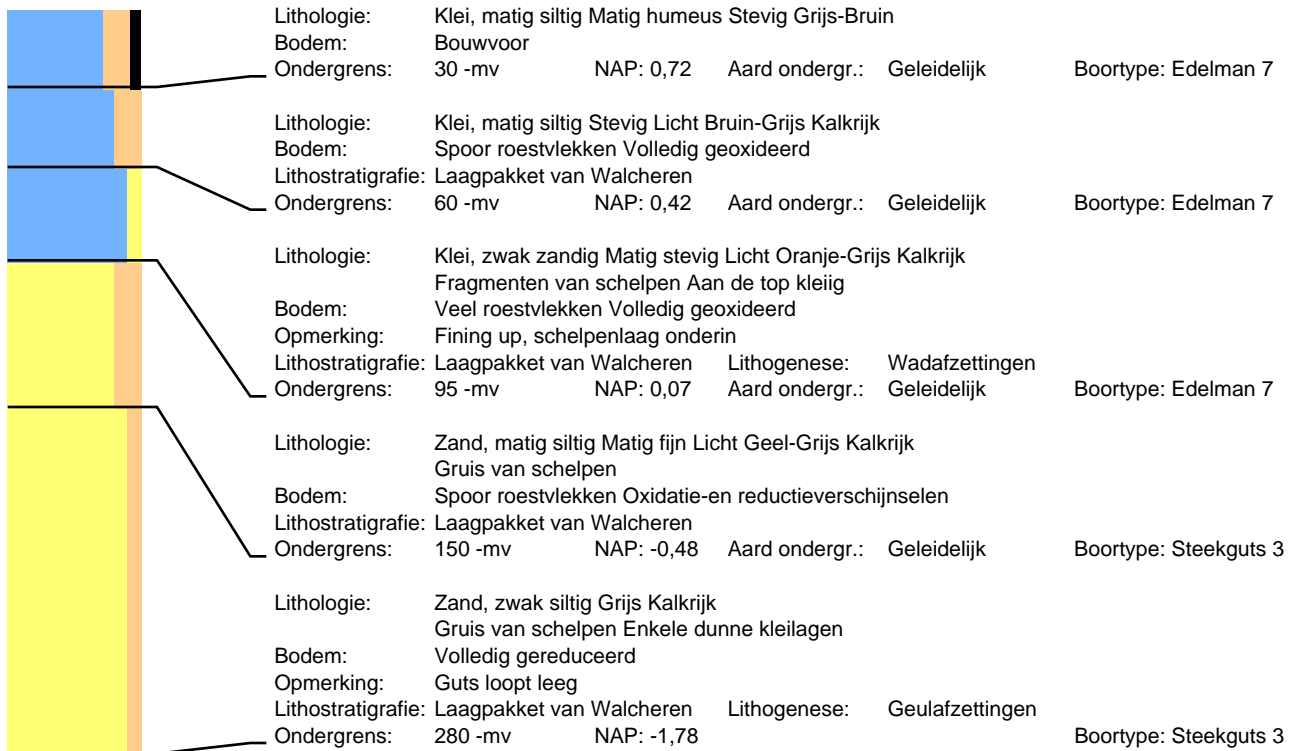 Lithologie: Klei, matig siltig Matig humeus Stevig Grijs-Bruin
Bodem: Bouwvoor
Ondergrens: 30 -mv NAP: 0,72 Aard ondergr.: Geleidelijk Boortype: Edelman 7
Lithologie: Klei, matig siltig Stevig Licht Bruin-Grijs Kalkrijk
Bodem: Spoor roestvlekken Volledig geoxideerd
Lithostratigrafie: Laagpakket van Walcheren
Ondergrens: 60 -mv NAP: 0,42 Aard ondergr.: Geleidelijk Boortype: Edelman 7
Lithologie: Klei, zwak zandig Matig stevig Licht Oranje-Grijs Kalkrijk
Fragmenten van schelpen Aan de top kleiig
Bodem: Veel roestvlekken Volledig geoxideerd
Opmerking: Fining up, schelpenlaag onderin
Lithostratigrafie: Laagpakket van Walcheren Lithogenese: Wadafzettingen
Ondergrens: 95 -mv NAP: 0,07 Aard ondergr.: Geleidelijk Boortype: Edelman 7
Lithologie: Zand, matig siltig Matig fijn Licht Geel-Grijs Kalkrijk
Gruis van schelpen
Bodem: Spoor roestvlekken Oxidatie-en reductieverschijnselen
Lithostratigrafie: Laagpakket van Walcheren
Ondergrens: 150 -mv NAP: -0,48 Aard ondergr.: Geleidelijk Boortype: Steekguts 3
Lithologie: Zand, zwak siltig Grijs Kalkrijk
Gruis van schelpen Enkele dunne kleilagen
Bodem: Volledig gereduceerd
Opmerking: Guts loopt leeg
Lithostratigrafie: Laagpakket van Walcheren Lithogenese: Geulafzettingen
Ondergrens: 280 -mv NAP: -1,78 Boortype: Steekguts 3